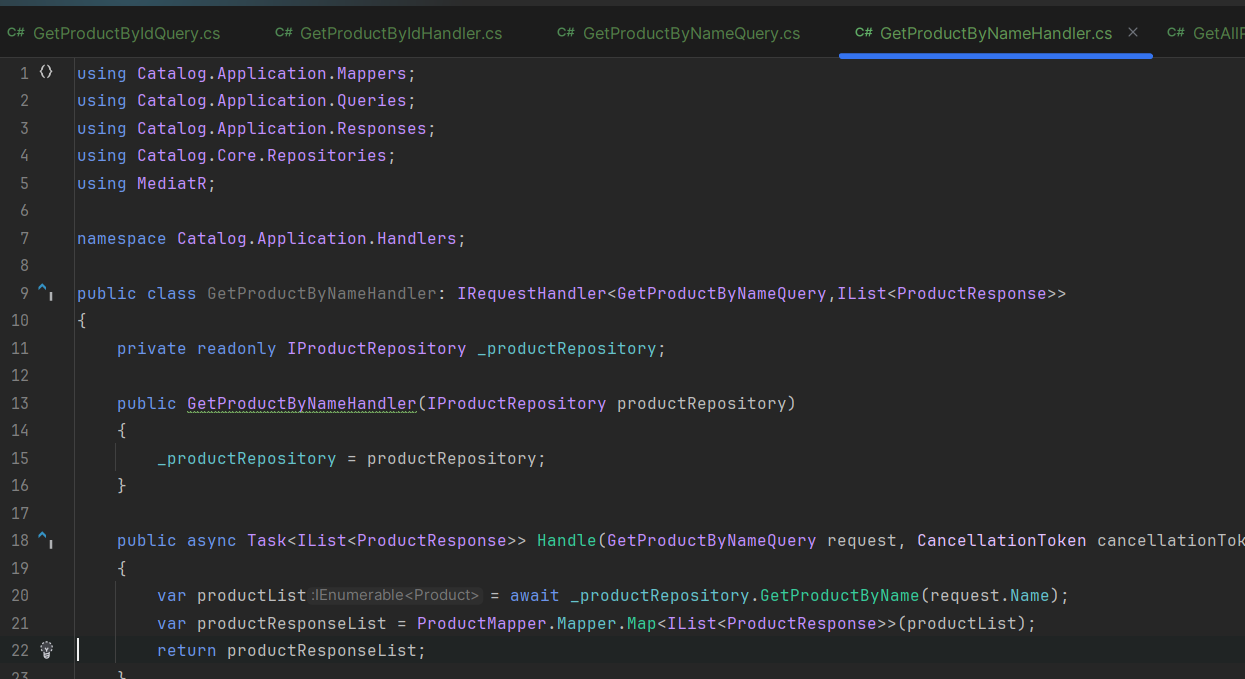 C# GetProductByIdQuery.cs C# GetProductByIdHandler.cs C# GetProductByNameQuery.cs C# GetProductByNameHandler.cs × C# GetAll
1 using Catalog.Application.Mappers;
2 using Catalog.Application.Queries;
3 using Catalog.Application.Responses;
4 using Catalog.Core.Repositories;
5 using MediatR;
6
7 namespace Catalog.Application.Handlers;
8
9 public class GetProductByNameHandler: IRequestHandler<GetProductByNameQuery,IList<ProductResponse>>
10 {
11 private readonly IProductRepository _productRepository;
12
13 public GetProductByNameHandler(IProductRepository productRepository)
14 {
15 _productRepository = productRepository;
16 }
17
18 public async Task<IList<ProductResponse>> Handle(GetProductByNameQuery request, CancellationToken cancellationTok
19 {
20 var productList :IEnumerable<Product> = await _productRepository.GetProductByName(request.Name);
21 var productResponseList = ProductMapper.Mapper.Map<IList<ProductResponse>>(productList);
22 return productResponseList;
23 }